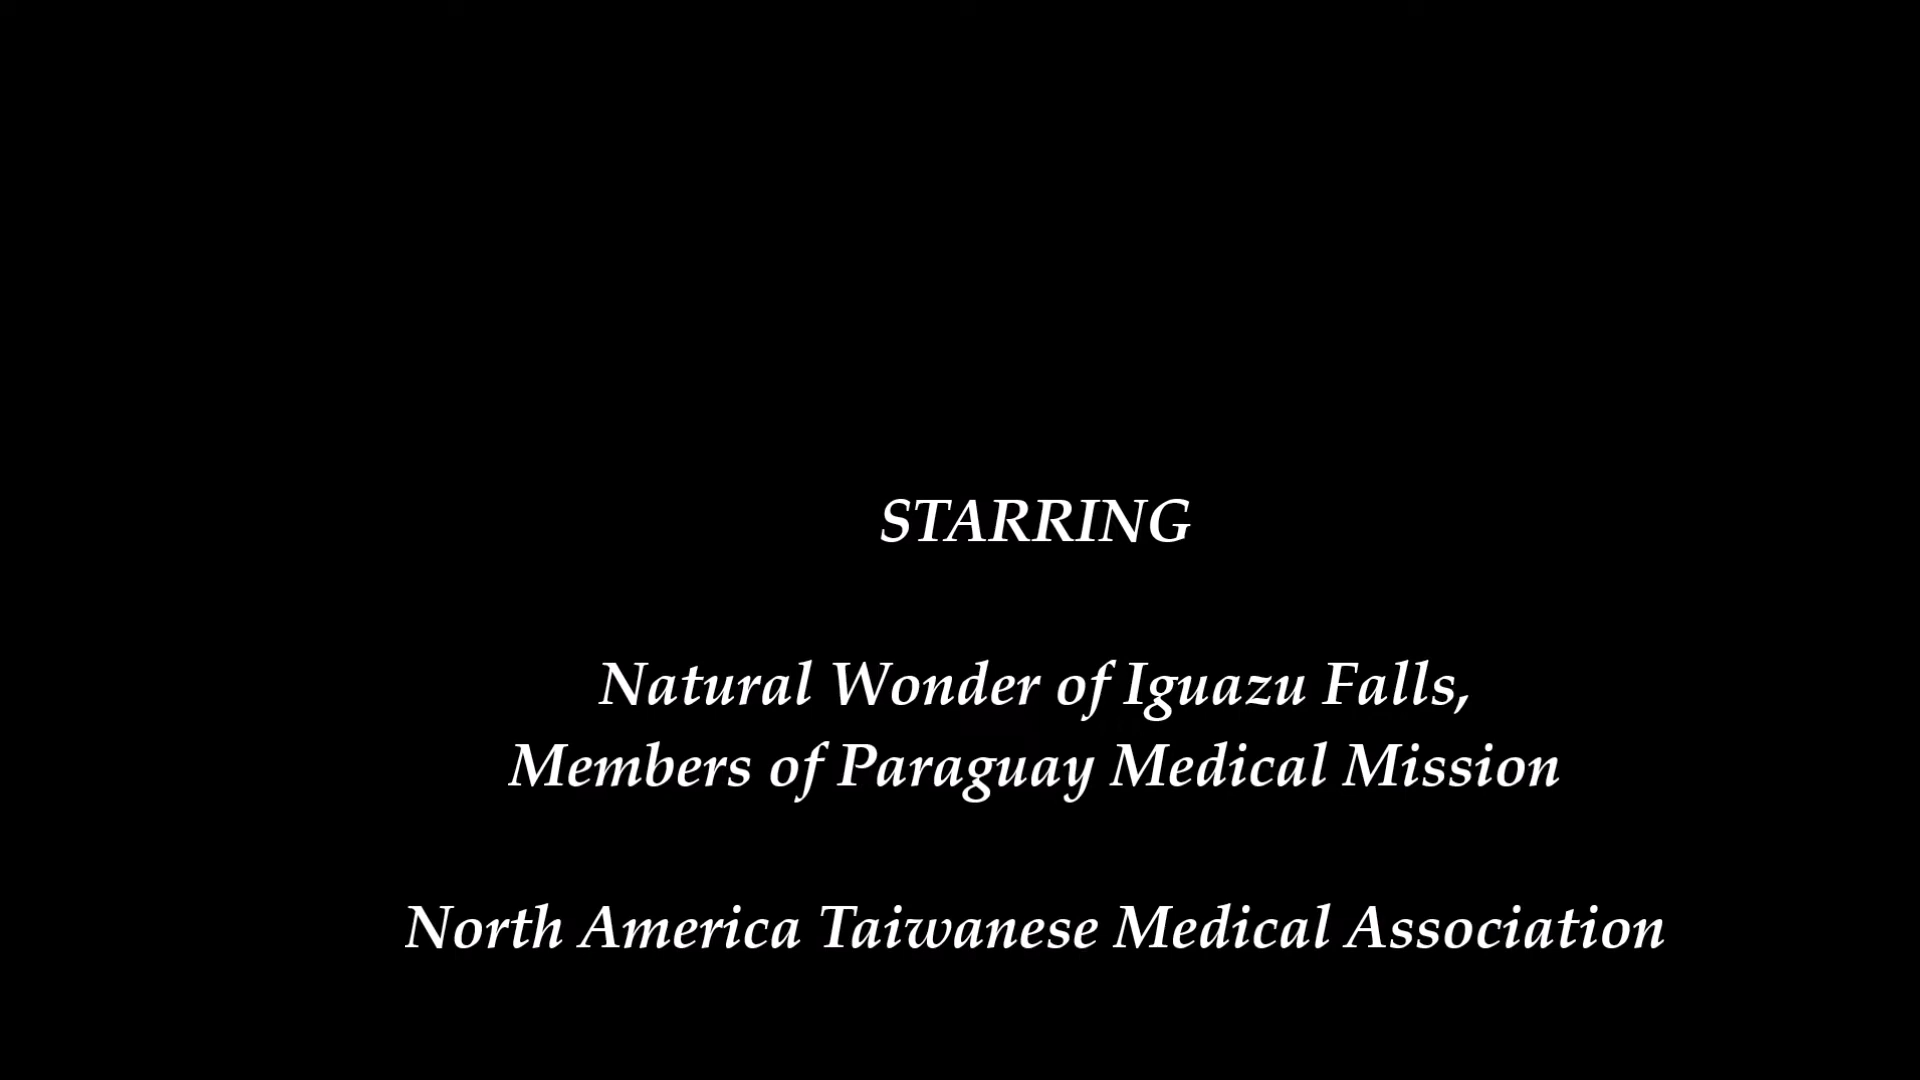 STARRING
Natural Wonder of Iguazu Falls,
Members of Paraguay Medical Mission
North America Taiwanese Medical Association